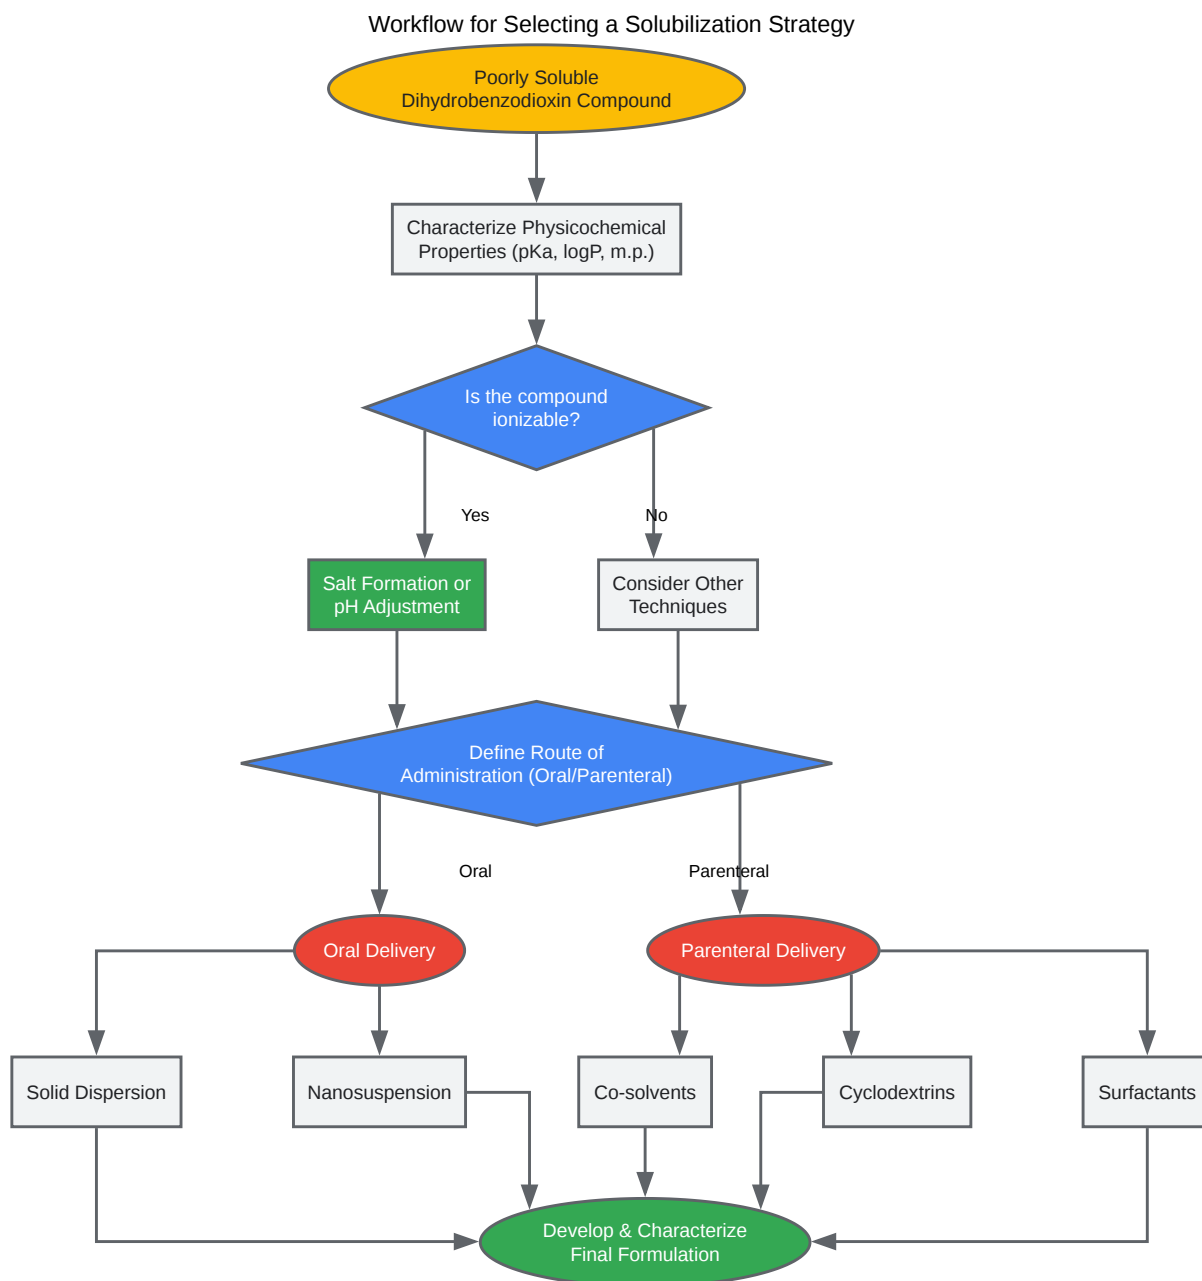 Workflow for Selecting a Solubilization Strategy
Poorly Soluble
Dihydrobenzodioxin Compound
Characterize Physicochemical
Properties (pKa, logP, m.p.)
Is the compound
ionizable?
Yes
No
Salt Formation or
pH Adjustment
Consider Other
Techniques
Define Route of
Administration (Oral/Parenteral)
Oral
Parenteral
Oral Delivery
Parenteral Delivery
Solid Dispersion
Nanosuspension
Co-solvents
Cyclodextrins
Surfactants
Develop & Characterize
Final Formulation